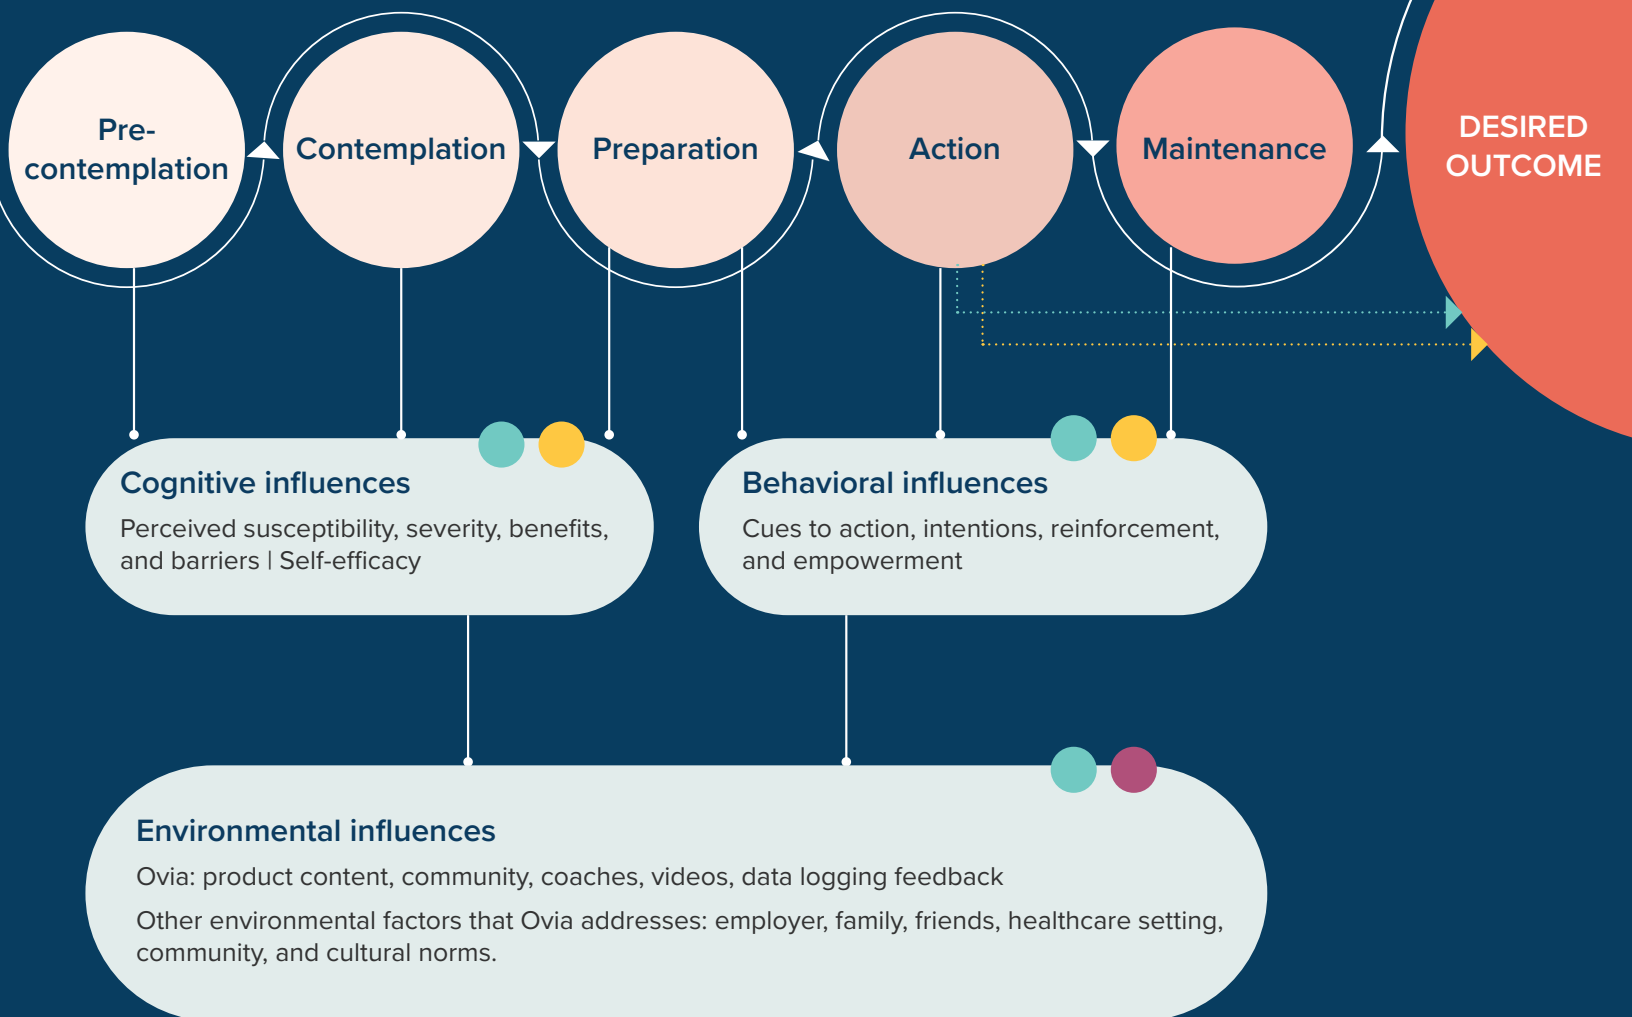 Pre-
contemplation
Contemplation
Preparation
Action
Maintenance
DESIRED
OUTCOME
Cognitive influences
Perceived susceptibility, severity, benefits,
and barriers | Self-efficacy
Behavioral influences
Cues to action, intentions, reinforcement,
and empowerment
Environmental influences
Ovia: product content, community, coaches, videos, data logging feedback
Other environmental factors that Ovia addresses: employer, family, friends, healthcare setting,
community, and cultural norms.